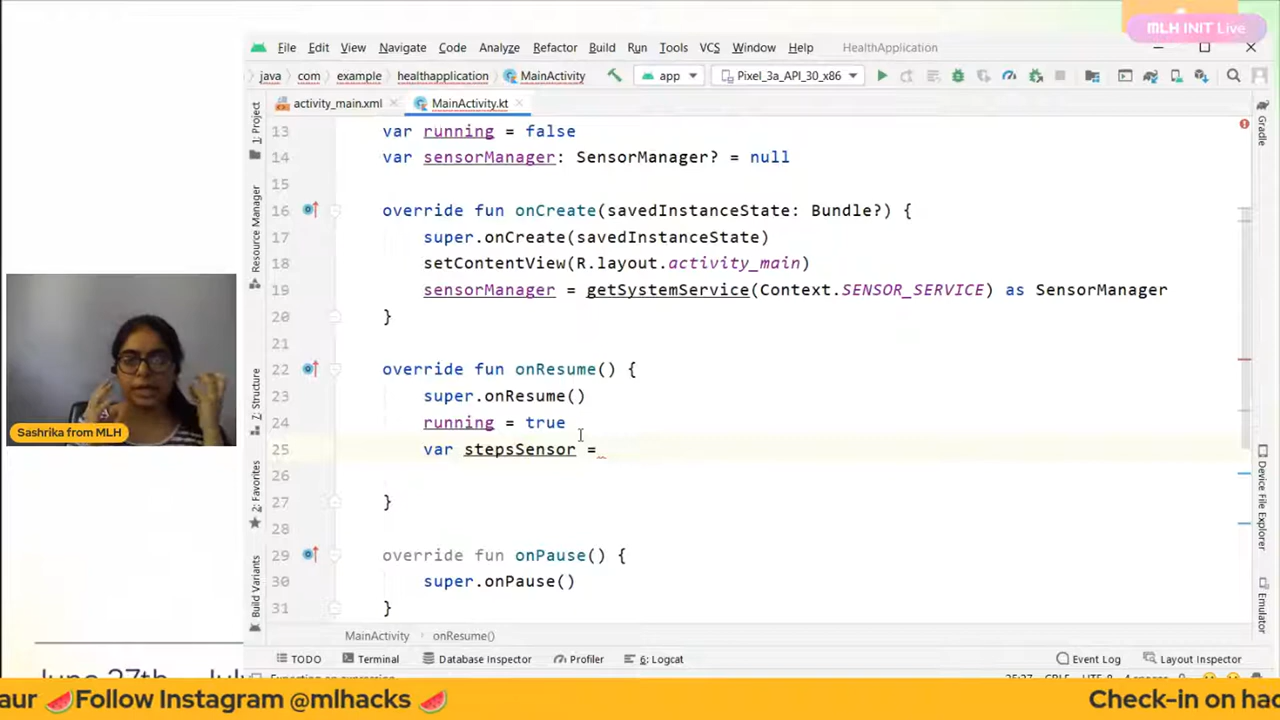 MLH INIT Live
File Edit View Navigate Code Analyze Refactor Build Run Tools VCS Window Help HealthApplication
java com example healthapplication MainActivity app Pixel_3a_API_30_x86
activity_main.xml MainActivity.kt
1: Project
Resource Manager
7: Structure
2: Favorites
Build Variants
Gradle
Device File Explorer
Emulator
13 var running = false
14 var sensorManager: SensorManager? = null
15
16 override fun onCreate(savedInstanceState: Bundle?) {
17 super.onCreate(savedInstanceState)
18 setContentView(R.layout.activity_main)
19 sensorManager = getSystemService(Context.SENSOR_SERVICE) as SensorManager
20 }
21
22 override fun onResume() {
23 super.onResume()
24 running = true
25 var stepsSensor =
26
27 }
28
29 override fun onPause() {
30 super.onPause()
31 }
Sashrika from MLH
MainActivity onResume()
TODO Terminal Database Inspector Profiler 6: Logcat Event Log Layout Inspector
aur 🍉Follow Instagram @mlhacks 🍉 Check-in on hac